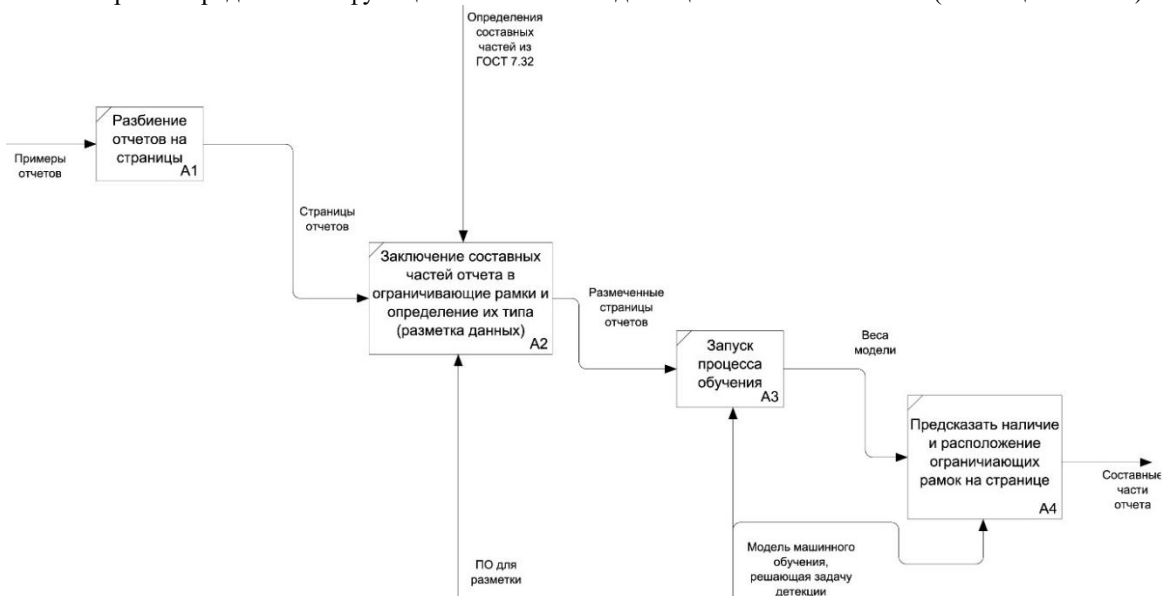 Определения
составных
частей из
ГОСТ 7.32
Разбиение
отчетов на
страницы
A1
Примеры
отчетов
Страницы
отчетов
Заключение составных
частей отчета в
ограничивающие рамки и
определение их типа
(разметка данных)
A2
Размеченные
страницы
отчетов
Запуск
процесса
обучения
A3
Веса
модели
Предсказать наличие
и расположение
ограничиающих
рамок на странице
A4
Составные
части
отчета
ПО для
разметки
Модель машинного
обучения,
решающая задачу
детекции